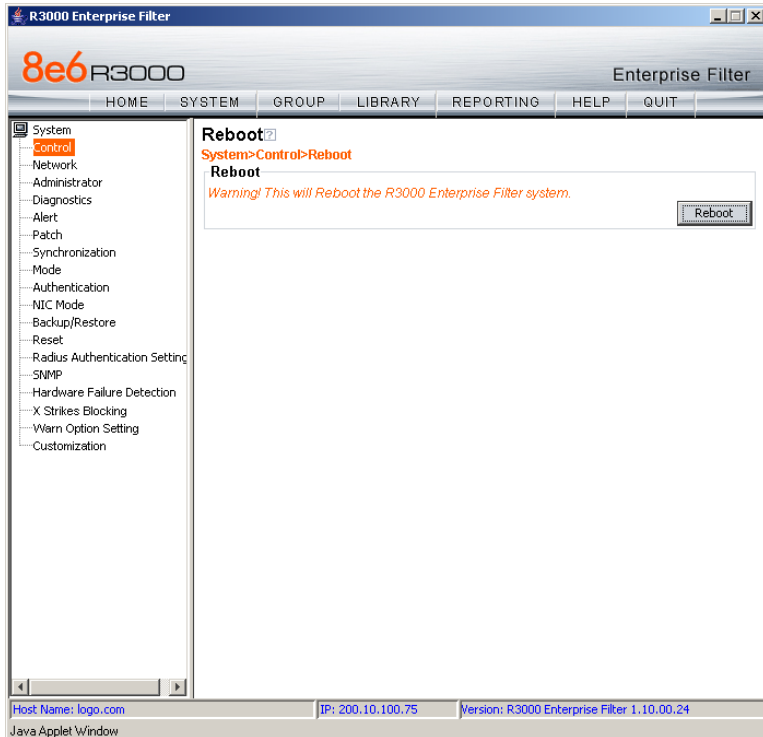 R3000 Enterprise Filter
8e6 R3000
Enterprise Filter
HOME SYSTEM GROUP LIBRARY REPORTING HELP QUIT
System
Control
Network
Administrator
Diagnostics
Alert
Patch
Synchronization
Mode
Authentication
NIC Mode
Backup/Restore
Reset
Radius Authentication Setting
SNMP
Hardware Failure Detection
X Strikes Blocking
Warn Option Setting
Customization
Reboot ?
System>Control>Reboot
Reboot
Warning! This will Reboot the R3000 Enterprise Filter system.
Reboot
Host Name: logo.com IP: 200.10.100.75 Version: R3000 Enterprise Filter 1.10.00.24
Java Applet Window